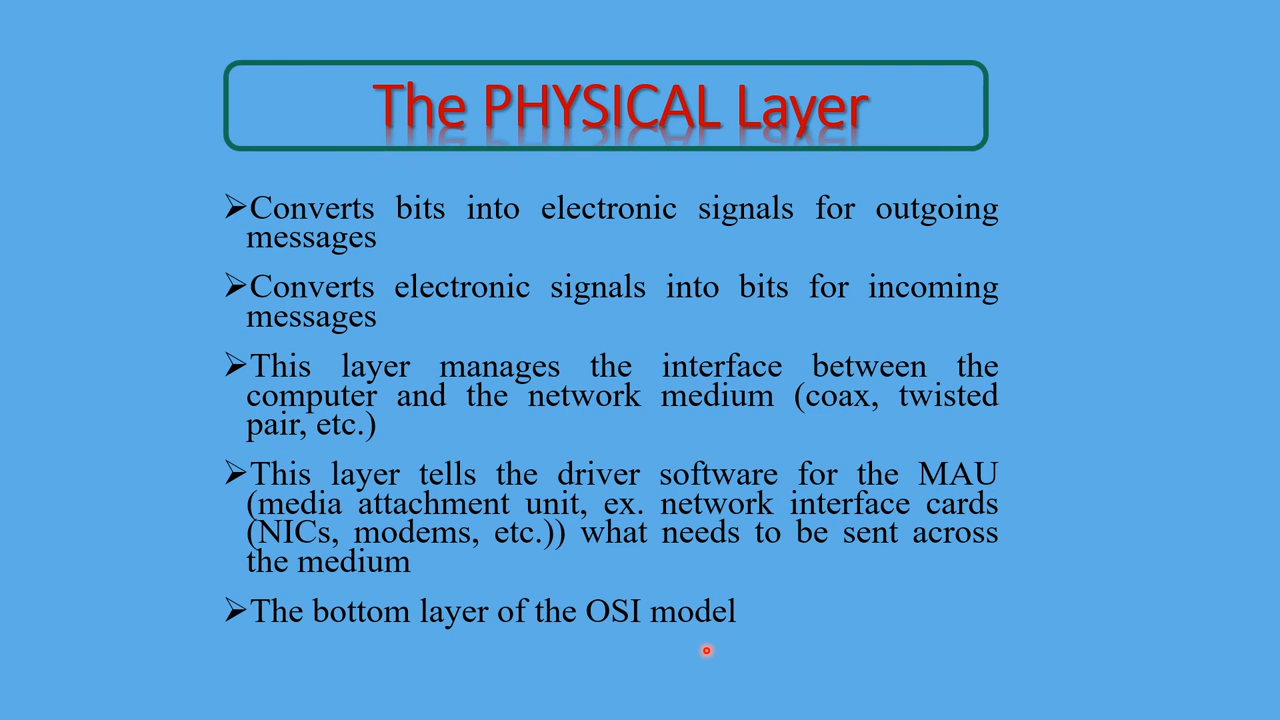 The PHYSICAL Layer
➢Converts bits into electronic signals for outgoing
messages
➢Converts electronic signals into bits for incoming
messages
➢This layer manages the interface between the
computer and the network medium (coax, twisted
pair, etc.)
➢This layer tells the driver software for the MAU
(media attachment unit, ex. network interface cards
(NICs, modems, etc.)) what needs to be sent across
the medium
➢The bottom layer of the OSI model